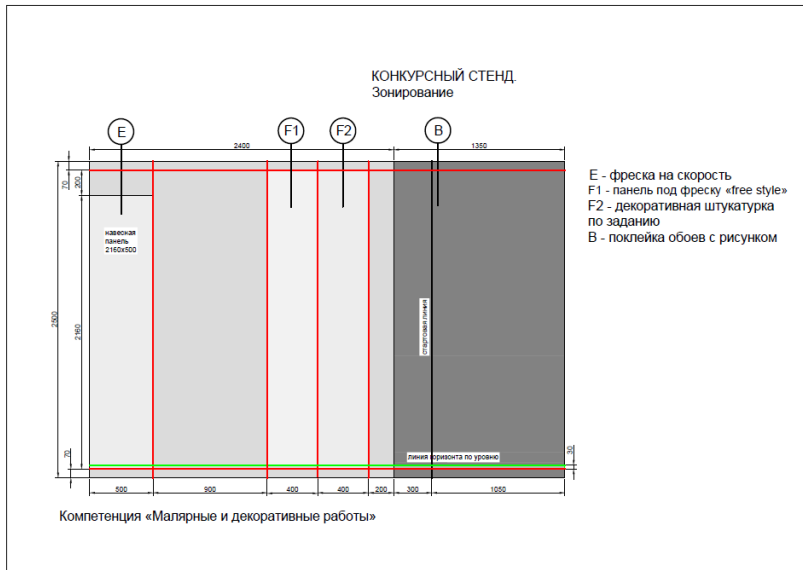 КОНКУРСНЫЙ СТЕНД.
Зонирование
E
F1
F2
B
2400
1350
70
200
навесная
панель
2160x500
E - фреска на скорость
F1 - панель под фреску «free style»
F2 - декоративная штукатурка
по заданию
B - поклейка обоев с рисунком
2500
2160
стартовая линия
70
линия горизонта по уровню
30
500
900
400
400
200
300
1050
Компетенция «Малярные и декоративные работы»